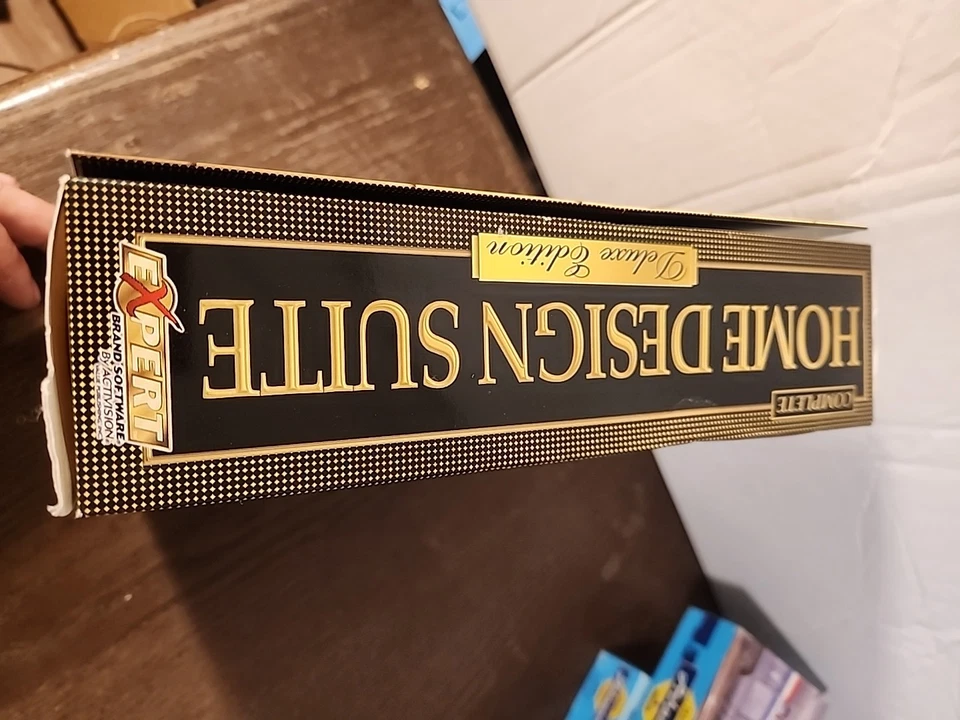 COMPLETE
HOME DESIGN SUITE
Deluxe Edition
EXPERT
BRAND SOFTWARE
BY ACTIVISION